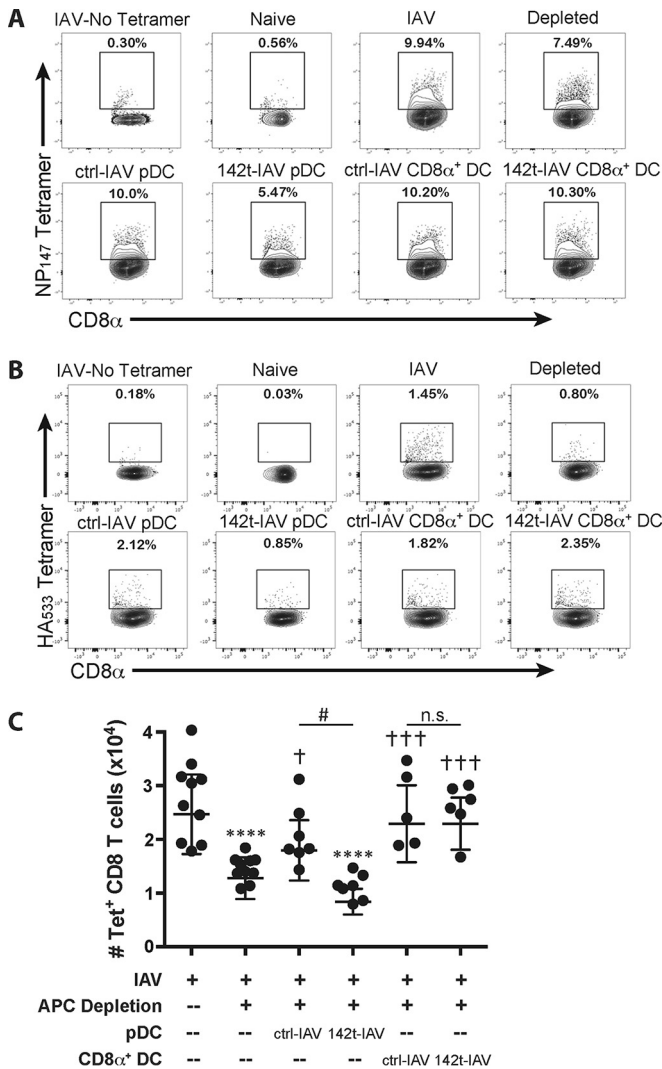 A
IAV-No Tetramer Naive IAV Depleted
0.30% 0.56% 9.94% 7.49%
ctrl-IAV pDC 142t-IAV pDC ctrl-IAV CD8α+ DC 142t-IAV CD8α+ DC
10.0% 5.47% 10.20% 10.30%
NP147 Tetramer
CD8α
B
IAV-No Tetramer Naive IAV Depleted
0.18% 0.03% 1.45% 0.80%
ctrl-IAV pDC 142t-IAV pDC ctrl-IAV CD8α+ DC 142t-IAV CD8α+ DC
2.12% 0.85% 1.82% 2.35%
HA533 Tetramer
CD8α
C
# Tet+ CD8 T cells (x10^4)
4
3
2
1
0
# n.s.
**** † **** ††† †††
IAV + + + + + +
APC Depletion -- + + + + +
pDC -- -- ctrl-IAV 142t-IAV -- --
CD8α+ DC -- -- -- -- ctrl-IAV 142t-IAV